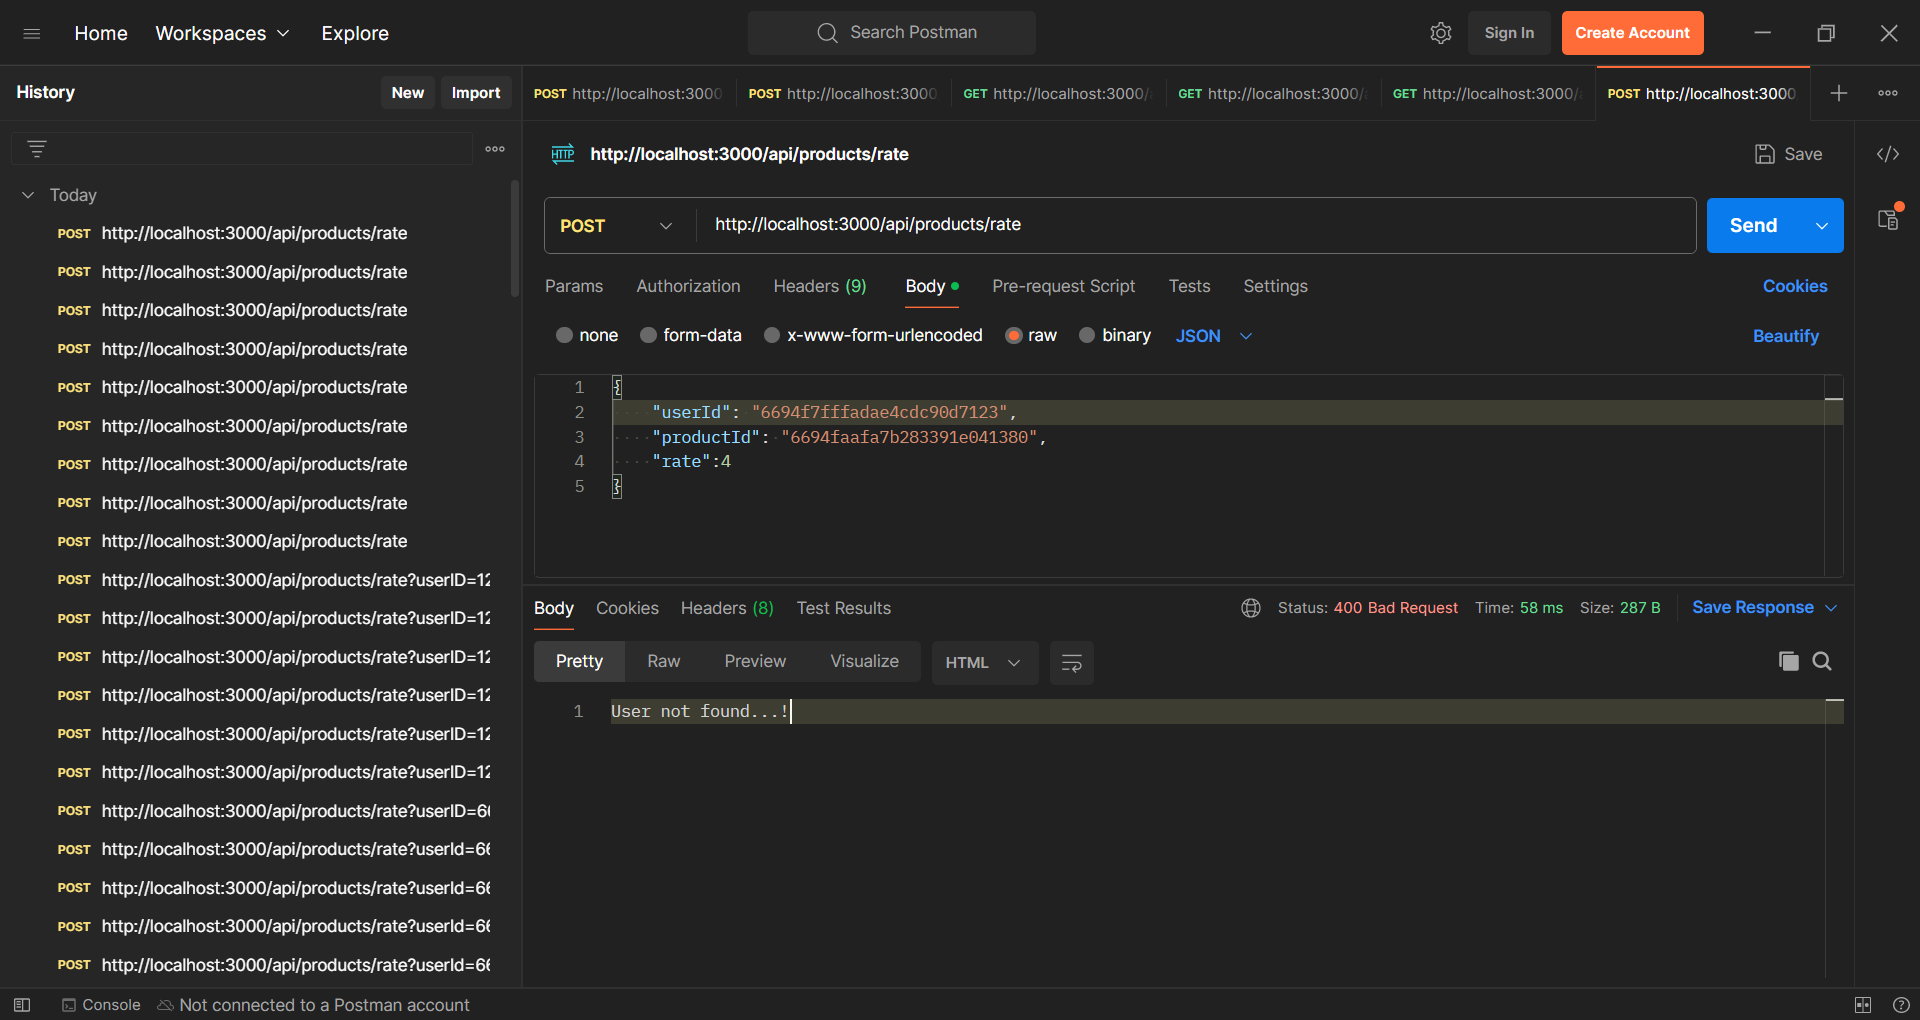 Home Workspaces Explore
Search Postman
Sign In
Create Account
History
New Import
POST http://localhost:3000
POST http://localhost:3000
GET http://localhost:3000/
GET http://localhost:3000/
GET http://localhost:3000/
POST http://localhost:3000
Today
POST http://localhost:3000/api/products/rate
POST http://localhost:3000/api/products/rate
POST http://localhost:3000/api/products/rate
POST http://localhost:3000/api/products/rate
POST http://localhost:3000/api/products/rate
POST http://localhost:3000/api/products/rate
POST http://localhost:3000/api/products/rate
POST http://localhost:3000/api/products/rate
POST http://localhost:3000/api/products/rate
POST http://localhost:3000/api/products/rate?userID=12
POST http://localhost:3000/api/products/rate?userID=12
POST http://localhost:3000/api/products/rate?userID=12
POST http://localhost:3000/api/products/rate?userID=12
POST http://localhost:3000/api/products/rate?userID=12
POST http://localhost:3000/api/products/rate?userID=12
POST http://localhost:3000/api/products/rate?userID=66
POST http://localhost:3000/api/products/rate?userId=66
POST http://localhost:3000/api/products/rate?userId=66
POST http://localhost:3000/api/products/rate?userId=66
POST http://localhost:3000/api/products/rate?userId=66
HTTP http://localhost:3000/api/products/rate
Save
POST http://localhost:3000/api/products/rate
Send
Params Authorization Headers (9) Body Pre-request Script Tests Settings
Cookies
none form-data x-www-form-urlencoded raw binary JSON
Beautify
1 {
2 "userId": "6694f7fffadae4cdc90d7123",
3 "productId": "6694faafa7b283391e041380",
4 "rate":4
5 }
Body Cookies Headers (8) Test Results
Status: 400 Bad Request Time: 58 ms Size: 287 B
Save Response
Pretty Raw Preview Visualize HTML
1 User not found...!
Console Not connected to a Postman account